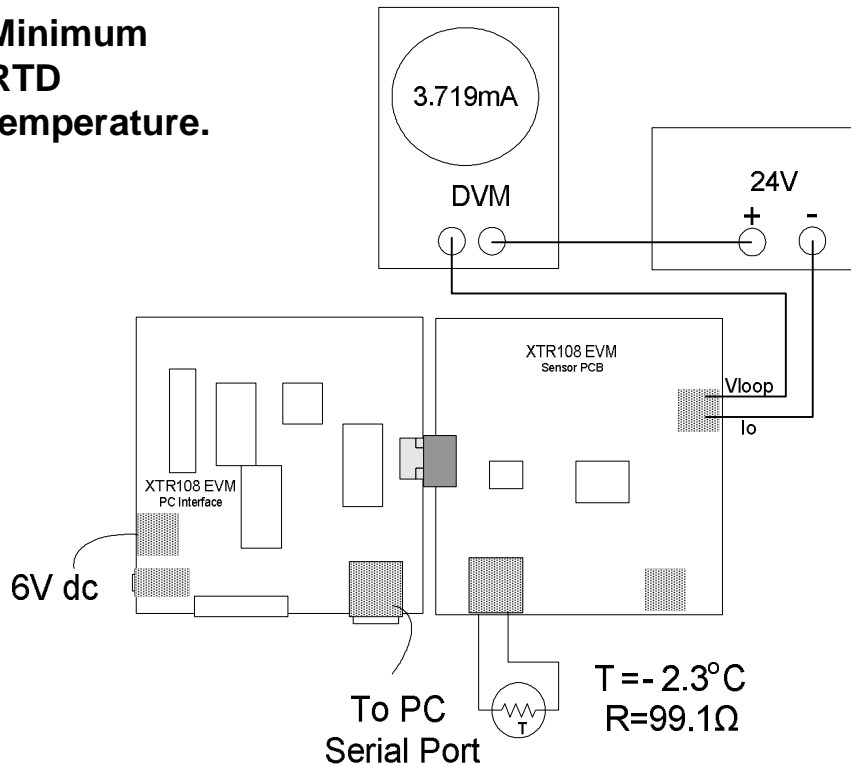 Minimum
RTD
temperature.
3.719mA
DVM
24V
+ -
XTR108 EVM
Sensor PCB
Vloop
Io
XTR108 EVM
PC Interface
6V dc
T
T =- 2.3°C
R=99.1Ω
To PC
Serial Port